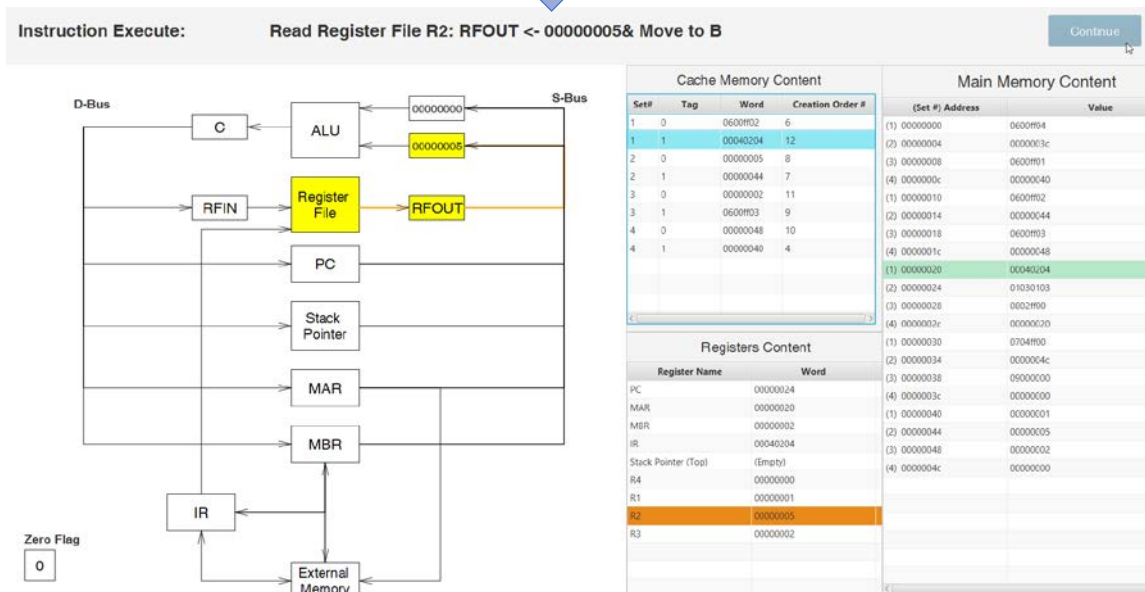 Instruction Execute: Read Register File R2: RFOUT <- 00000005& Move to B
Continue
D-Bus
S-Bus
C
ALU
00000000
00000005
RFIN
Register
File
RFOUT
PC
Stack
Pointer
MAR
MBR
IR
Zero Flag
0
External
Memory
Cache Memory Content
Set# Tag Word Creation Order #
1 0 0600ff02 6
1 1 00040204 12
2 0 00000005 8
2 1 00000044 7
3 0 00000002 11
3 1 0600ff03 9
4 0 00000048 10
4 1 00000040 4
Registers Content
Register Name Word
PC 00000024
MAR 00000020
MBR 00000002
IR 00040204
Stack Pointer (Top) (Empty)
R4 00000000
R1 00000001
R2 00000005
R3 00000002
Main Memory Content
(Set #) Address Value
(1) 00000000 0600ff04
(2) 00000004 0000003c
(3) 00000008 0600ff01
(4) 0000000c 00000040
(1) 00000010 0600ff02
(2) 00000014 00000044
(3) 00000018 0600ff03
(4) 0000001c 00000048
(1) 00000020 00040204
(2) 00000024 01030103
(3) 00000028 0002ff00
(4) 0000002c 00000020
(1) 00000030 0704ff00
(2) 00000034 0000004c
(3) 00000038 09000000
(4) 0000003c 00000000
(1) 00000040 00000001
(2) 00000044 00000005
(3) 00000048 00000002
(4) 0000004c 00000000